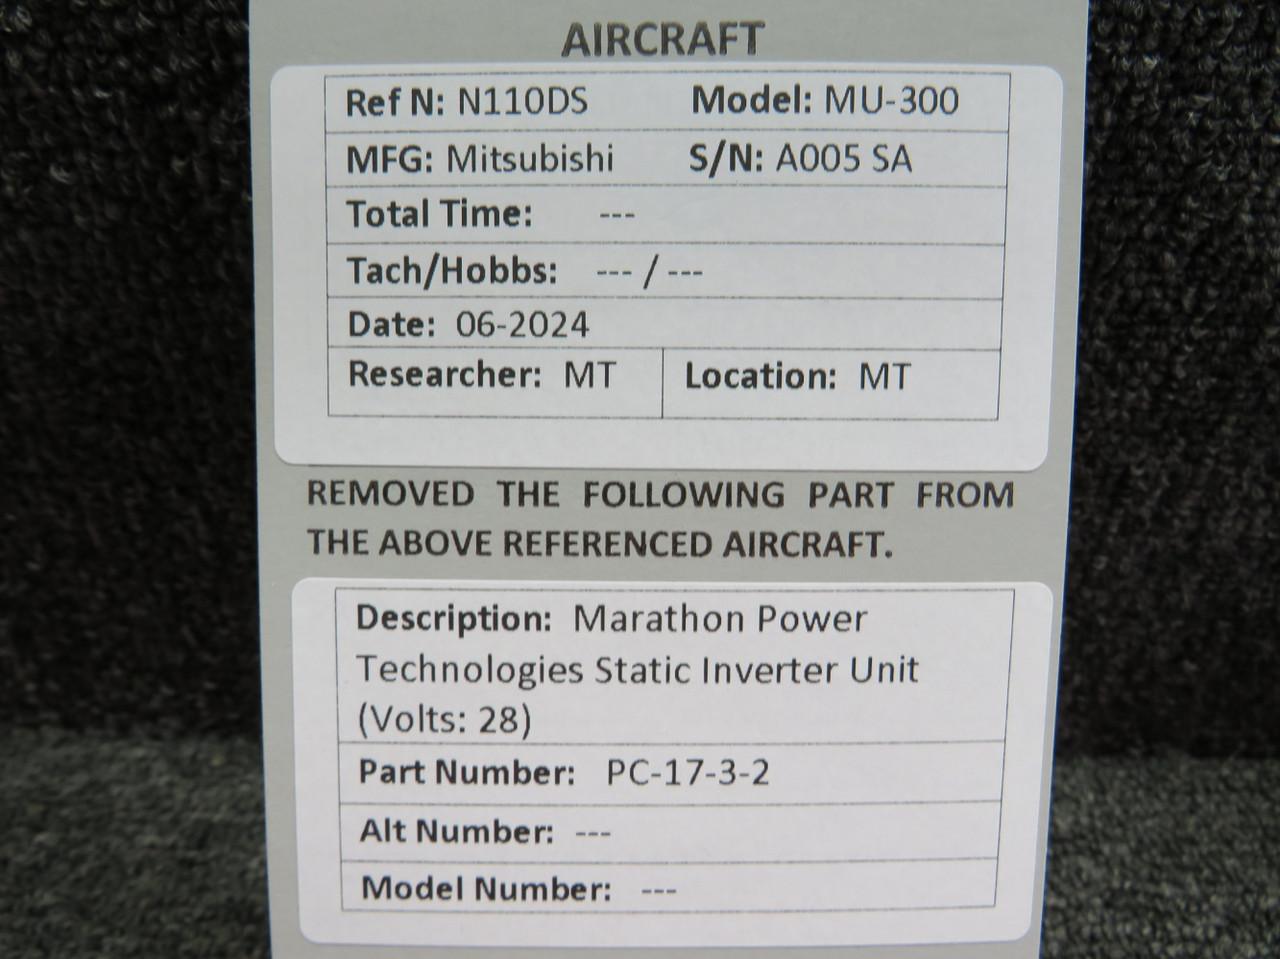 AIRCRAFT
Ref N: N110DS Model: MU-300
MFG: Mitsubishi S/N: A005 SA
Total Time: ---
Tach/Hobbs: --- / ---
Date: 06-2024
Researcher: MT Location: MT
REMOVED THE FOLLOWING PART FROM
THE ABOVE REFERENCED AIRCRAFT.
Description: Marathon Power
Technologies Static Inverter Unit
(Volts: 28)
Part Number: PC-17-3-2
Alt Number: ---
Model Number: ---